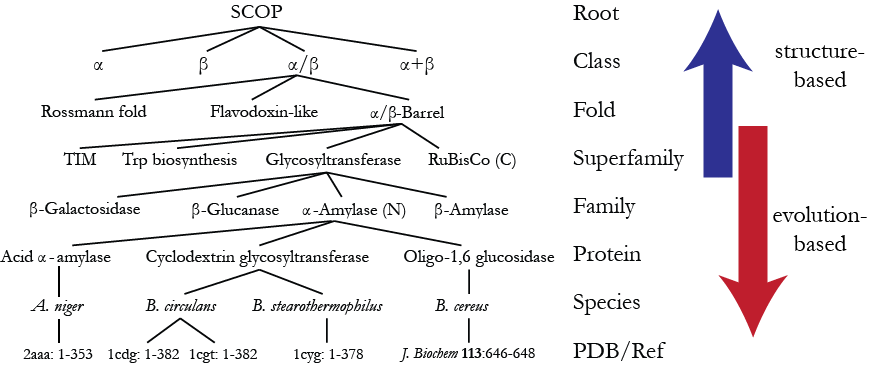 SCOP Root
α β α/β α+β Class
structure-
based
Rossmann fold Flavodoxin-like α/β-Barrel Fold
TIM Trp biosynthesis Glycosyltransferase RuBisCo (C) Superfamily
β-Galactosidase β-Glucanase α-Amylase (N) β-Amylase Family
evolution-
based
Acid α-amylase Cyclodextrin glycosyltransferase Oligo-1,6 glucosidase Protein
A. niger B. circulans B. stearothermophilus B. cereus Species
2aaa: 1-353 1cdg: 1-382 1cgt: 1-382 1cyg: 1-378 J. Biochem 113:646-648 PDB/Ref